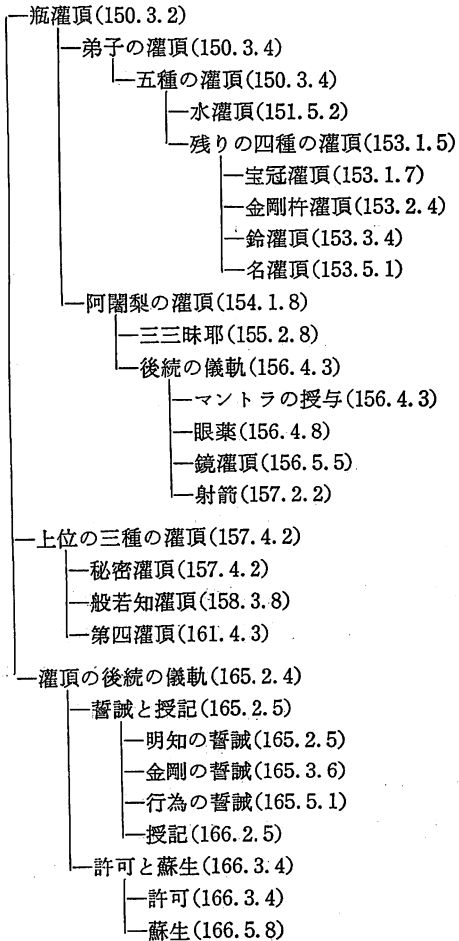 瓶灌頂(150.3.2)
弟子の灌頂(150.3.4)
五種の灌頂(150.3.4)
水灌頂(151.5.2)
残りの四種の灌頂(153.1.5)
宝冠灌頂(153.1.7)
金剛杵灌頂(153.2.4)
鈴灌頂(153.3.4)
名灌頂(153.5.1)
阿闍梨の灌頂(154.1.8)
三三昧耶(155.2.8)
後続の儀軌(156.4.3)
マントラの授与(156.4.3)
眼薬(156.4.8)
鏡灌頂(156.5.5)
射箭(157.2.2)
上位の三種の灌頂(157.4.2)
秘密灌頂(157.4.2)
般若知灌頂(158.3.8)
第四灌頂(161.4.3)
灌頂の後続の儀軌(165.2.4)
誓誡と授記(165.2.5)
明知の誓誡(165.2.5)
金剛の誓誡(165.3.6)
行為の誓誡(165.5.1)
授記(166.2.5)
許可と蘇生(166.3.4)
許可(166.3.4)
蘇生(166.5.8)